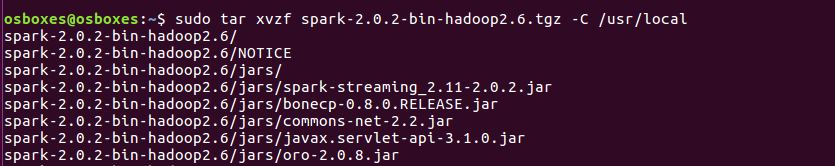 osboxes@osboxes:~$ sudo tar xvzf spark-2.0.2-bin-hadoop2.6.tgz -C /usr/local
spark-2.0.2-bin-hadoop2.6/
spark-2.0.2-bin-hadoop2.6/NOTICE
spark-2.0.2-bin-hadoop2.6/jars/
spark-2.0.2-bin-hadoop2.6/jars/spark-streaming_2.11-2.0.2.jar
spark-2.0.2-bin-hadoop2.6/jars/bonecp-0.8.0.RELEASE.jar
spark-2.0.2-bin-hadoop2.6/jars/commons-net-2.2.jar
spark-2.0.2-bin-hadoop2.6/jars/javax.servlet-api-3.1.0.jar
spark-2.0.2-bin-hadoop2.6/jars/oro-2.0.8.jar